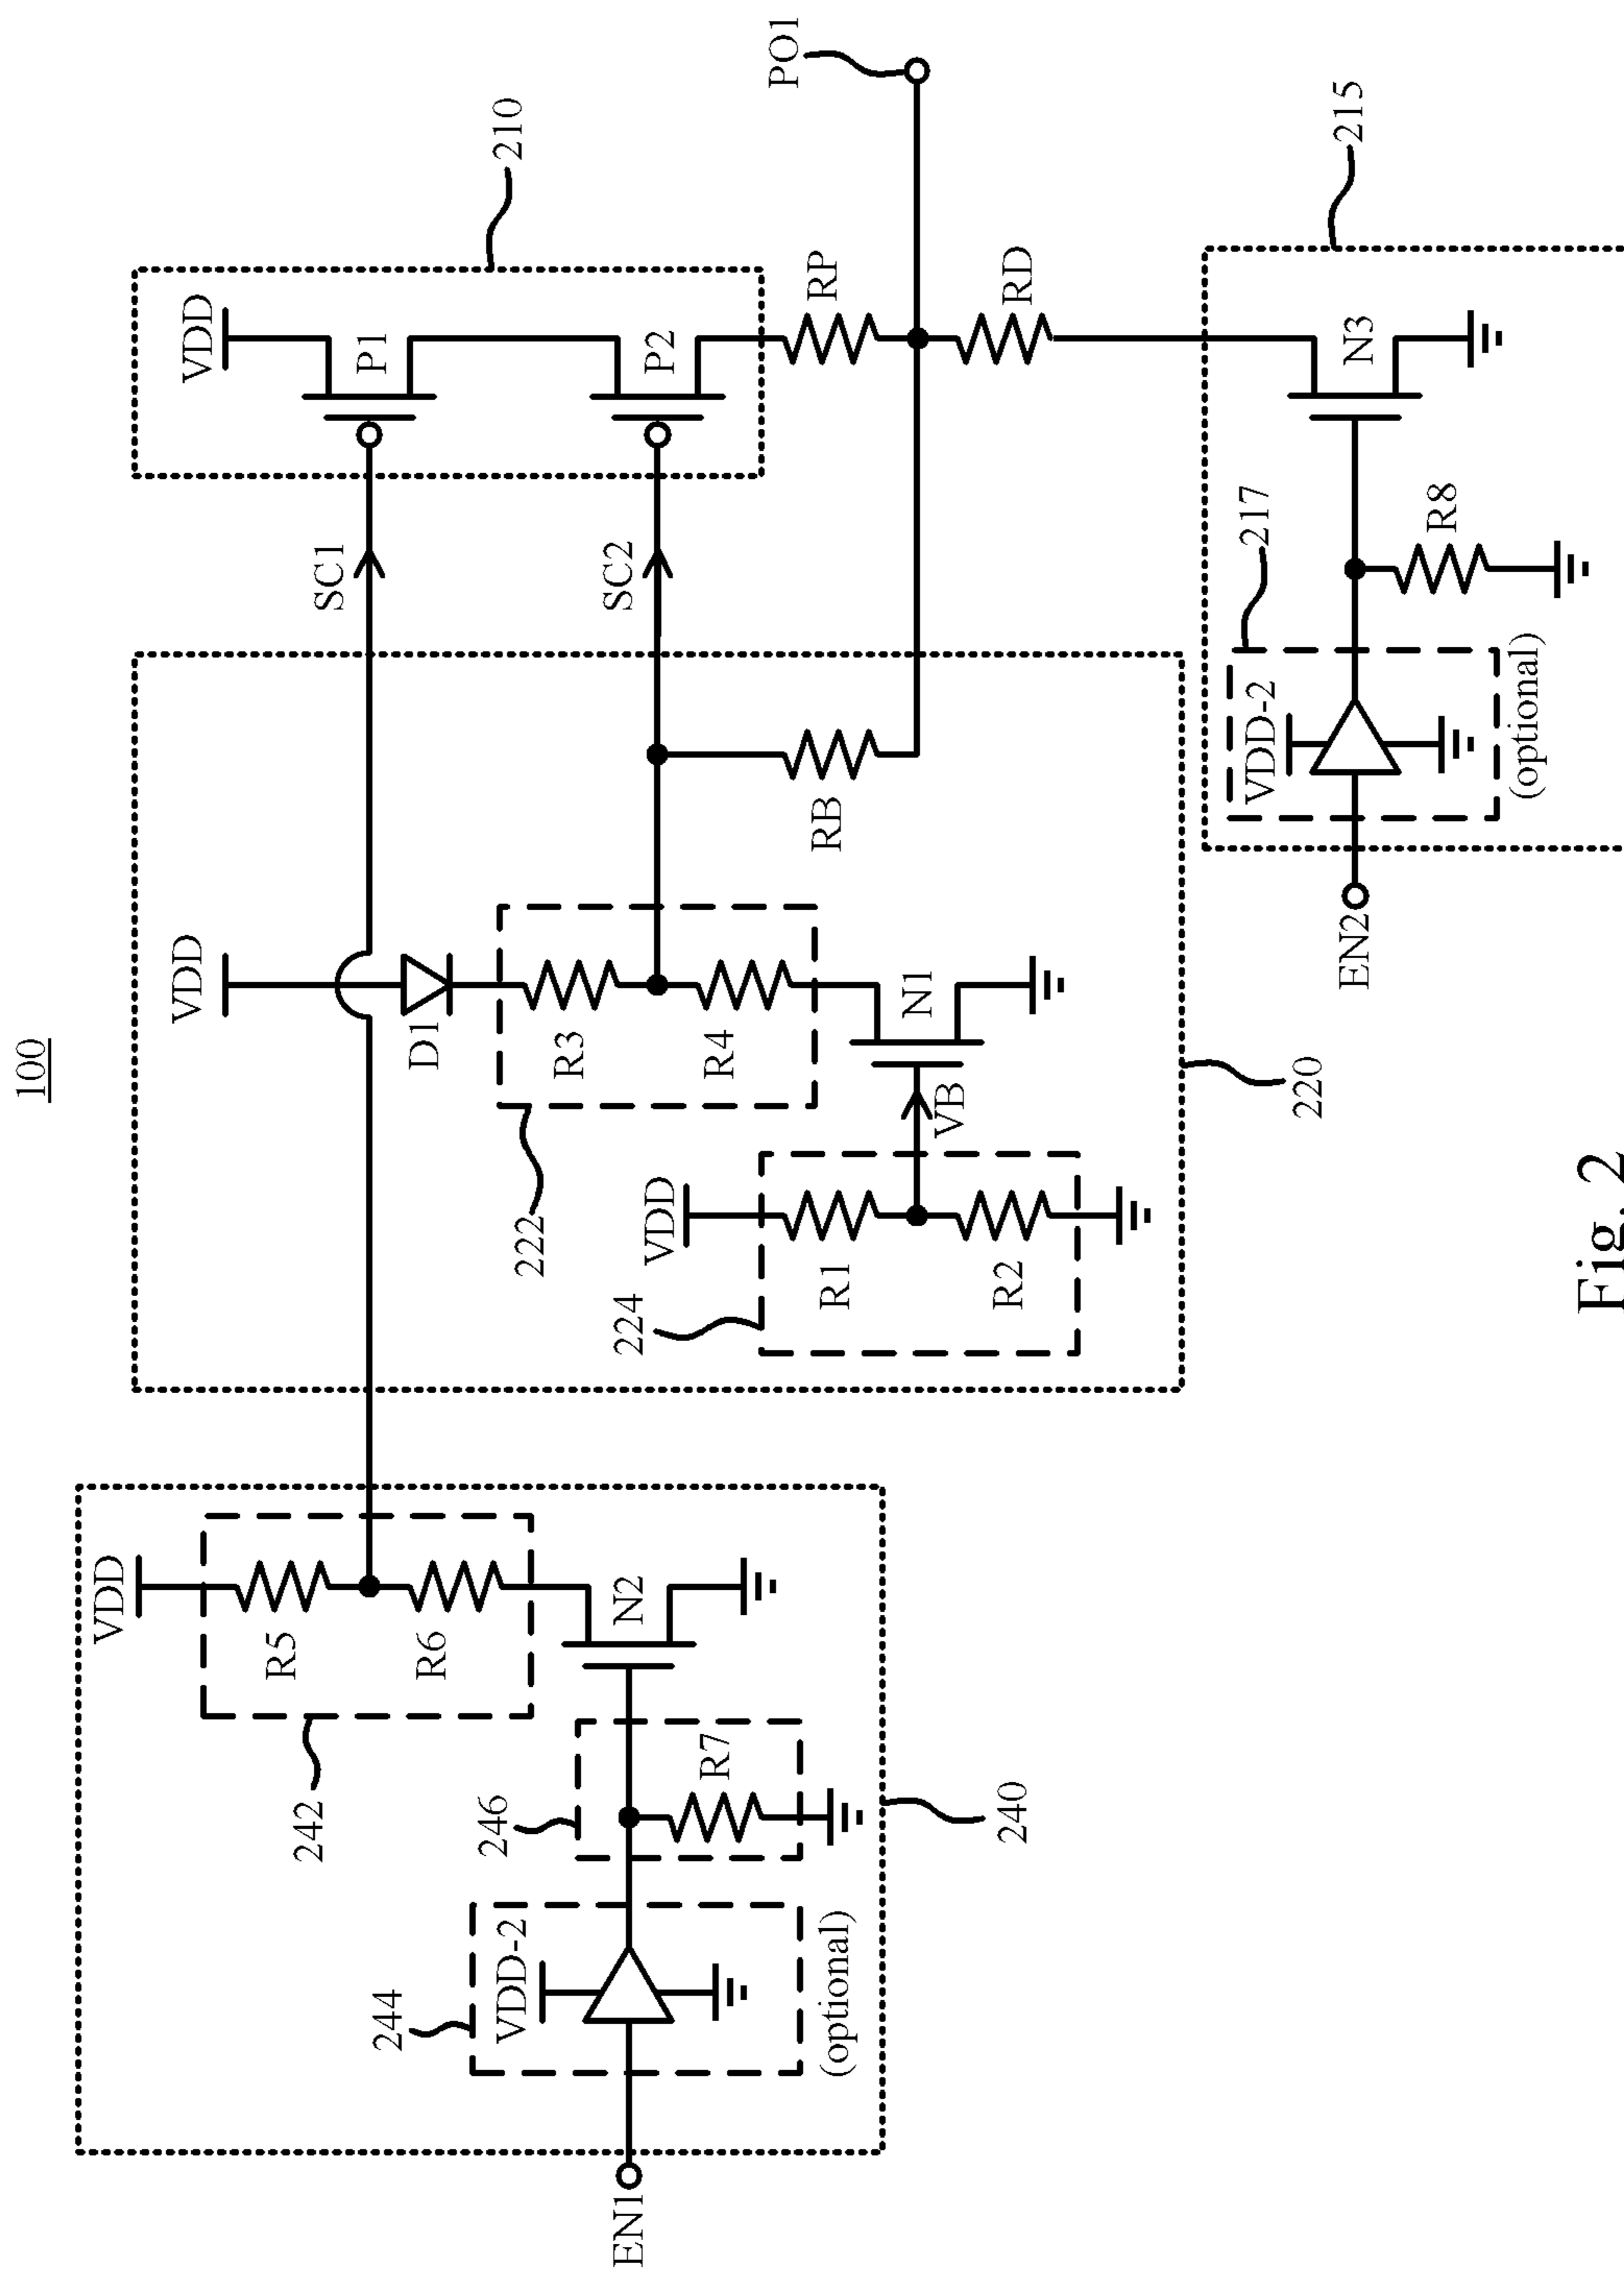 100
VDD
P1
P2
210
SC1
SC2
RP
PO1
RD
VDD
D1
R3
R4
222
RB
N1
VB
VDD
R1
R2
224
220
VDD
R5
R6
242
N2
R7
246
VDD-2
244
(optional)
EN1
240
N3
215
217
VDD-2
R8
(optional)
EN2
Fig. 2